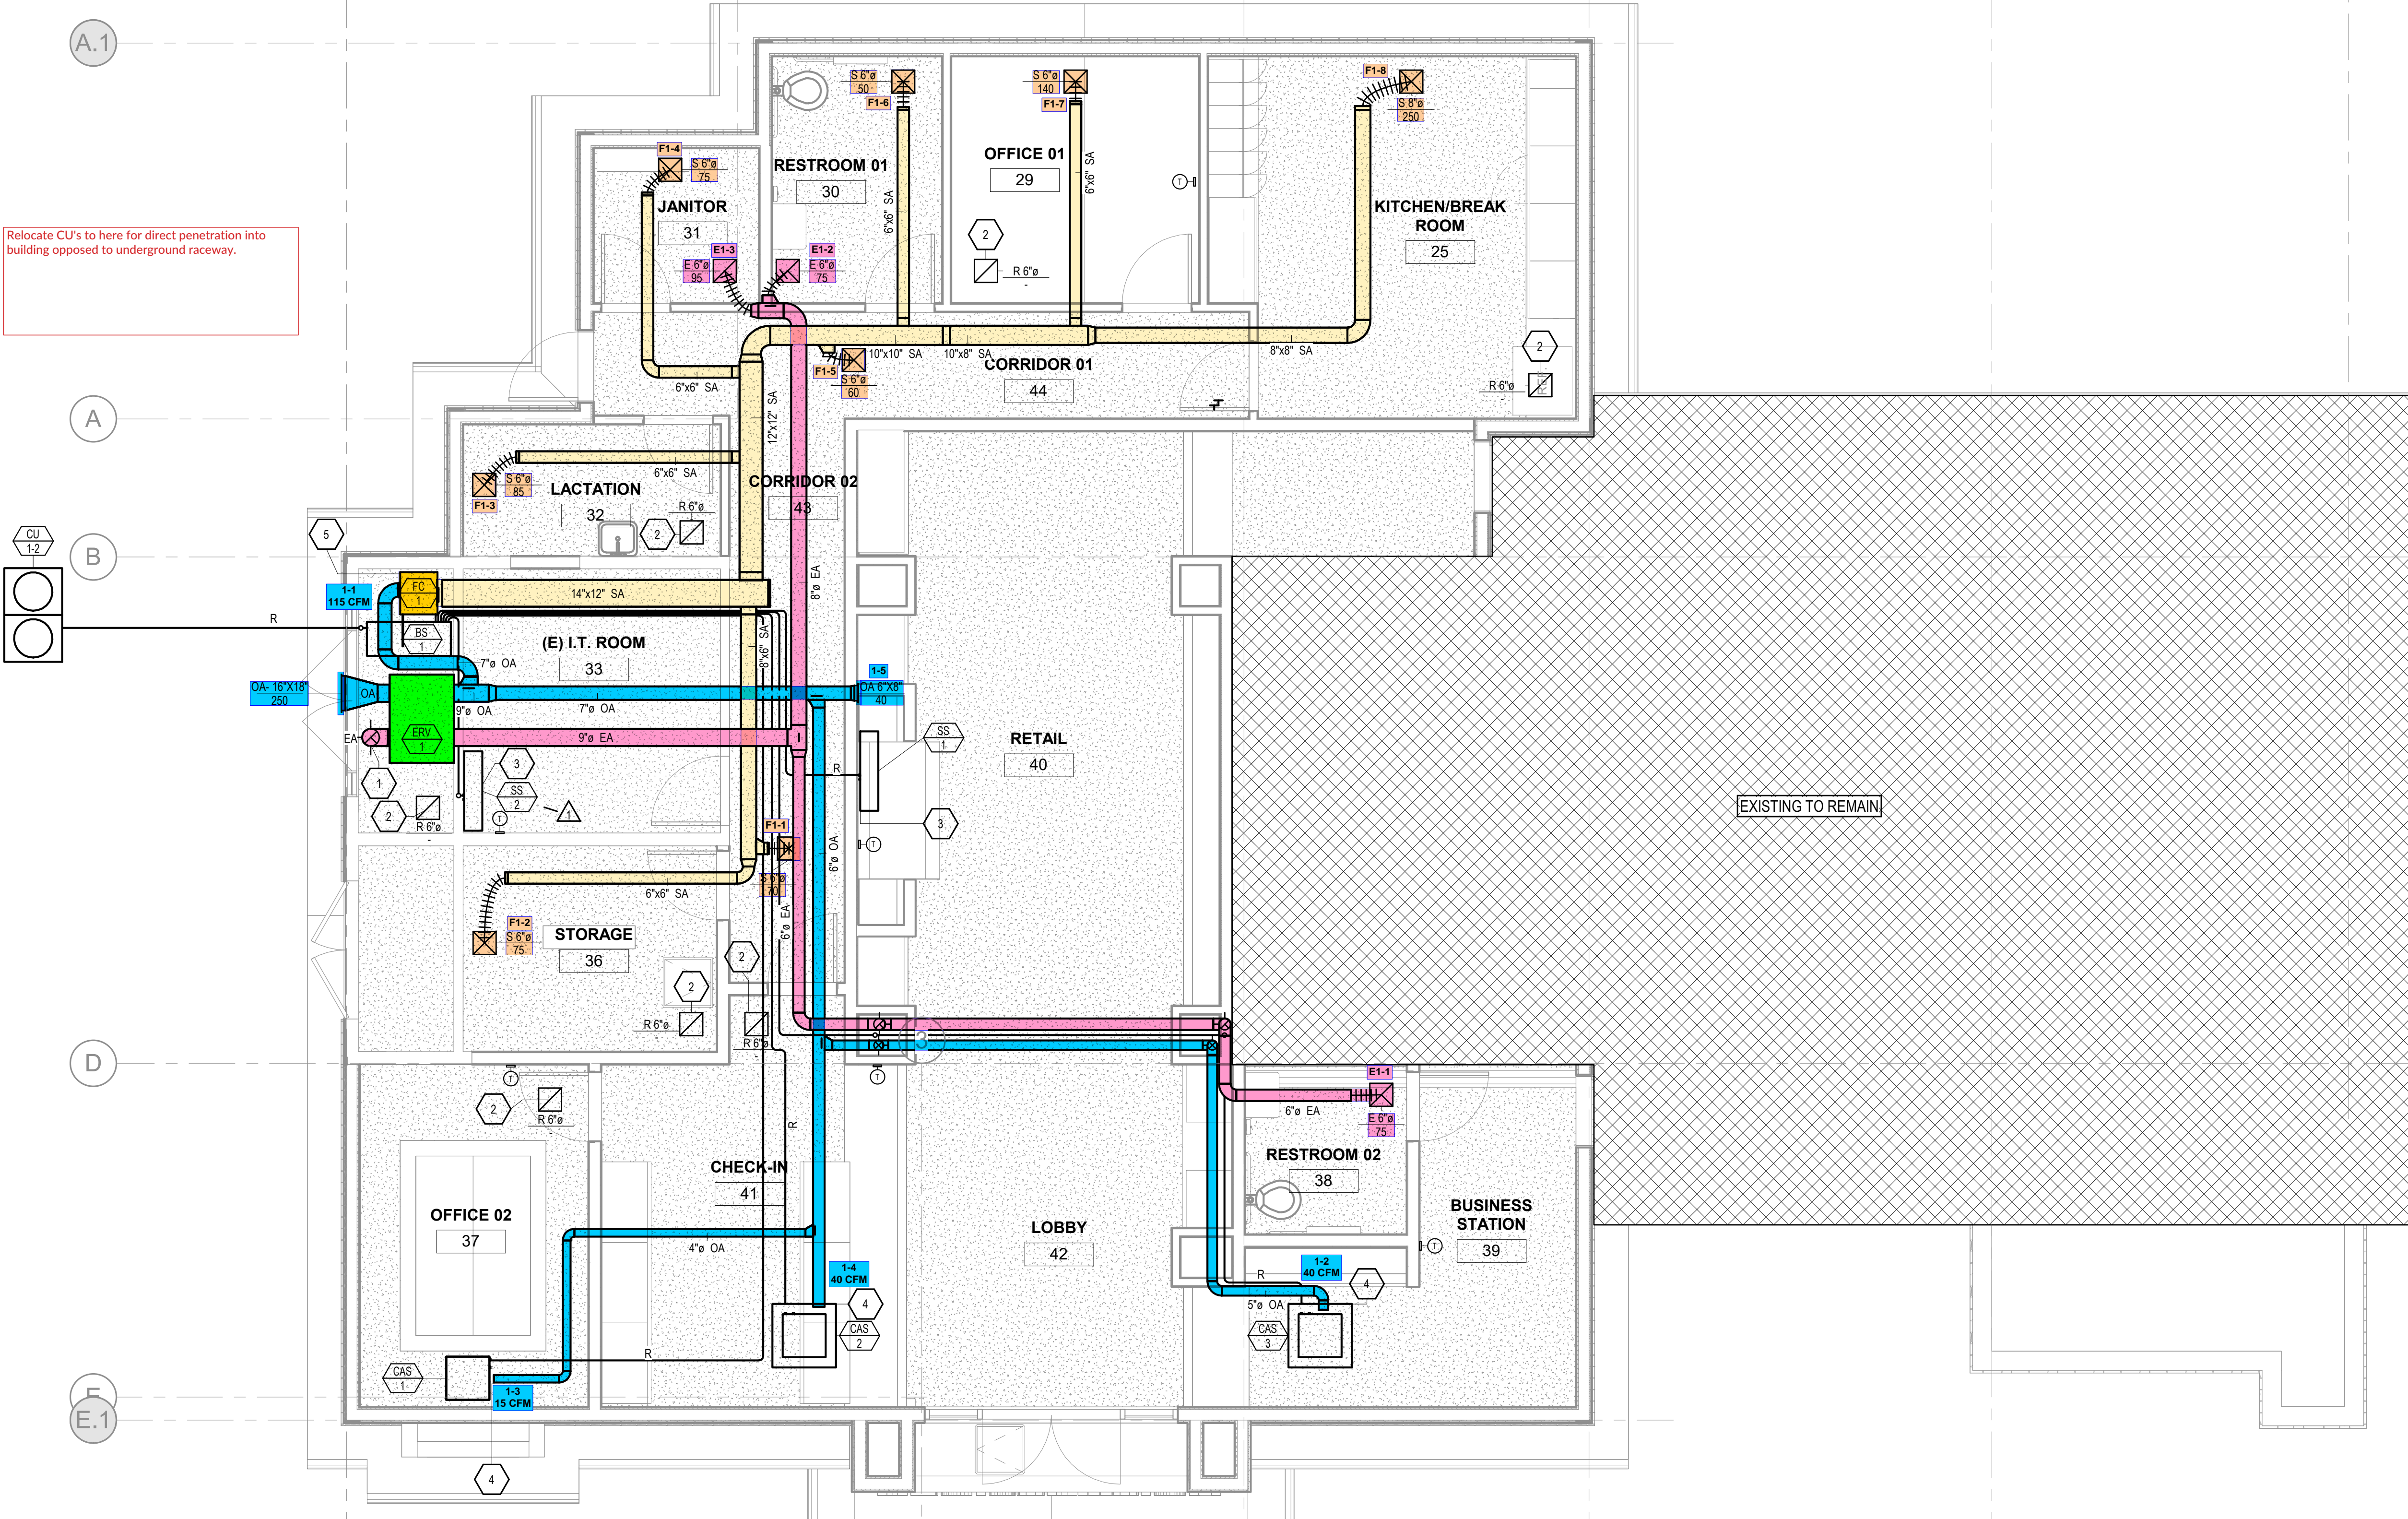 A.1
A
B
D
E.1
Relocate CU's to here for direct penetration into
building opposed to underground raceway.
S 6"ø
50
F1-6
S 6"ø
140
F1-7
F1-8
S 8"ø
250
F1-4
S 6"ø
75
JANITOR
31
RESTROOM 01
30
OFFICE 01
29
KITCHEN/BREAK
ROOM
25
6"x6" SA
6"x6" SA
T
2
R 6"ø
-
E1-3
E 6"ø
95
E1-2
E 6"ø
75
10"x10" SA
10"x8" SA
8"x8" SA
F1-5
S 6"ø
60
CORRIDOR 01
44
2
R 6"ø
-
6"x6" SA
12"x12" SA
6"x6" SA
S 6"ø
85
F1-3
LACTATION
32
2
R 6"ø
-
CORRIDOR 02
43
8"ø EA
CU
1-2
5
R
1-1
115 CFM
FC
1
14"x12" SA
BS
1
(E) I.T. ROOM
33
8"x6" SA
7"ø OA
OA- 16"X18"
250
OA
9"ø OA
7"ø OA
1-5
OA 6"X8"
40
EA
ERV
1
9"ø EA
1
2
R 6"ø
-
3
SS
2
T
1
R
SS
1
3
T
RETAIL
40
EXISTING TO REMAIN
F1-1
S 6"ø
70
6"ø OA
6"x6" SA
6"ø EA
F1-2
S 6"ø
75
STORAGE
36
2
R 6"ø
-
2
R 6"ø
-
3
T
T
2
R 6"ø
-
R
E1-1
E 6"ø
75
6"ø EA
RESTROOM 02
38
CHECK-IN
41
OFFICE 02
37
LOBBY
42
BUSINESS
STATION
39
T
4"ø OA
1-4
40 CFM
4
CAS
2
R
1-2
40 CFM
4
5"ø OA
CAS
3
R
CAS
1
1-3
15 CFM
4